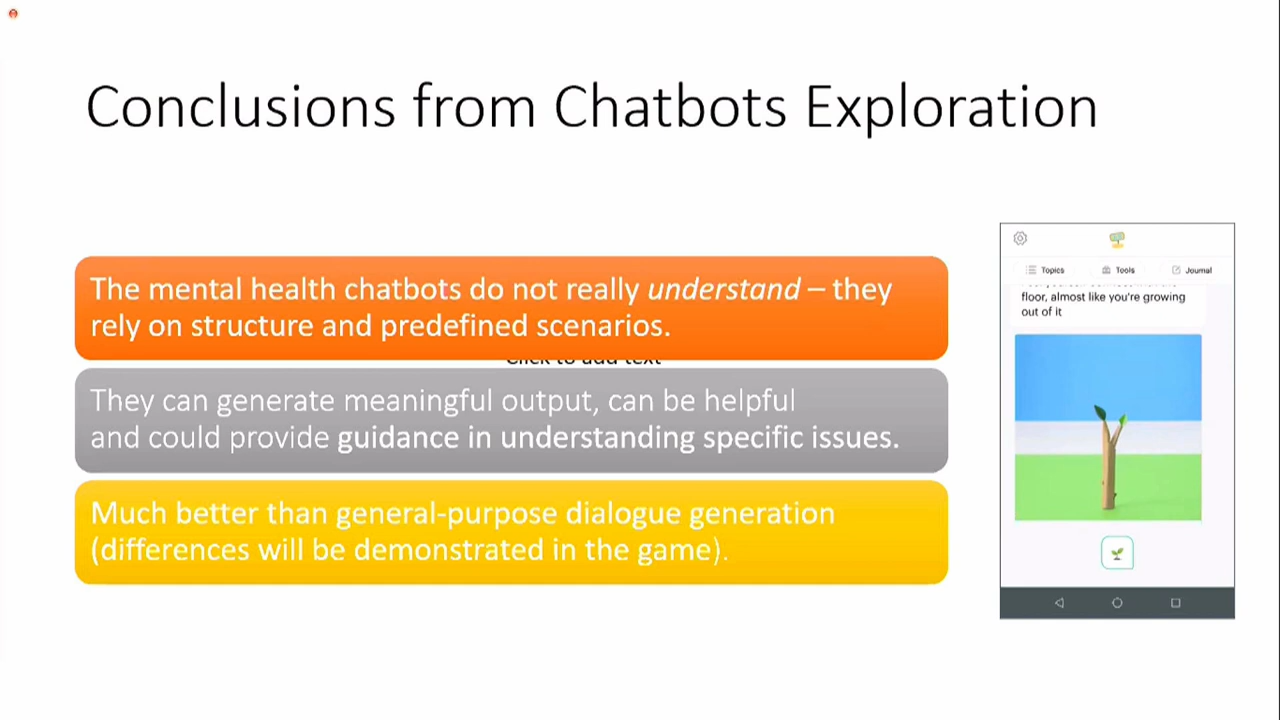 Conclusions from Chatbots Exploration
The mental health chatbots do not really understand – they
rely on structure and predefined scenarios.
Click to add text
They can generate meaningful output, can be helpful
and could provide guidance in understanding specific issues.
Much better than general-purpose dialogue generation
(differences will be demonstrated in the game).
Topics
Tools
Journal
floor, almost like you're growing
out of it